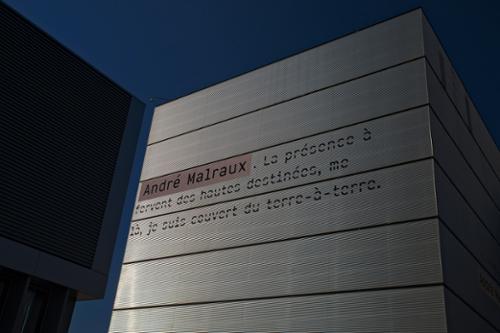 André Malraux . La présence à
fervent des hautes destinées, me
là, je suis couvert du terre-à-terre.